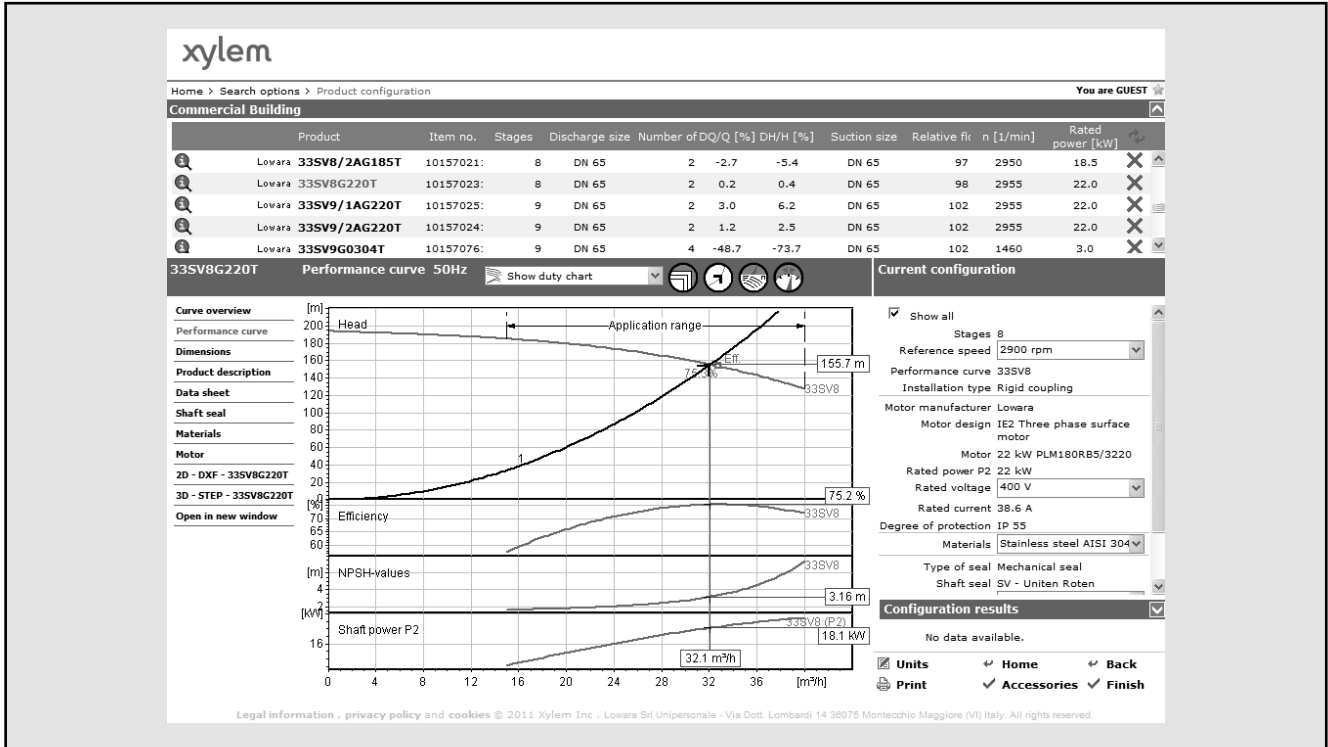 xylem
Home > Search options > Product configuration You are GUEST
Commercial Building
Product Item no. Stages Discharge size Number of DQ/Q [%] DH/H [%] Suction size Relative flo n [1/min] Rated power [kW]
Lowara 33SV8/2AG185T 10157021: 8 DN 65 2 -2.7 -5.4 DN 65 97 2950 18.5
Lowara 33SV8G220T 10157023: 8 DN 65 2 0.2 0.4 DN 65 98 2955 22.0
Lowara 33SV9/1AG220T 10157025: 9 DN 65 2 3.0 6.2 DN 65 102 2955 22.0
Lowara 33SV9/2AG220T 10157024: 9 DN 65 2 1.2 2.5 DN 65 102 2955 22.0
Lowara 33SV9G0304T 10157076: 9 DN 65 4 -48.7 -73.7 DN 65 102 1460 3.0
33SV8G220T Performance curve 50Hz Show duty chart Current configuration
Curve overview
Performance curve
Dimensions
Product description
Data sheet
Shaft seal
Materials
Motor
2D - DXF - 33SV8G220T
3D - STEP - 33SV8G220T
Open in new window
[m]
200 Head Application range
180
160 Eff. 155.7 m
140
120 33SV8
100
80
60
40 1
20
0
75.2 %
[%]
70 Efficiency 33SV8
65
60
[m] NPSH-values 33SV8
4
3.16 m
2
[kW]
Shaft power P2 33SV8 (P2)
18.1 kW
16
32.1 m³/h
0 4 8 12 16 20 24 28 32 36 [m³/h]
Show all
Stages 8
Reference speed 2900 rpm
Performance curve 33SV8
Installation type Rigid coupling
Motor manufacturer Lowara
Motor design IE2 Three phase surface
motor
Motor 22 kW PLM180RB5/3220
Rated power P2 22 kW
Rated voltage 400 V
Rated current 38.6 A
Degree of protection IP 55
Materials Stainless steel AISI 304
Type of seal Mechanical seal
Shaft seal SV - Uniten Roten
Configuration results
No data available.
Units Home Back
Print Accessories Finish
Legal information , privacy policy and cookies © 2011 Xylem Inc . Lowara Srl Unipersonale - Via Dott. Lombardi 14 36075 Montecchio Maggiore (VI) Italy. All rights reserved.